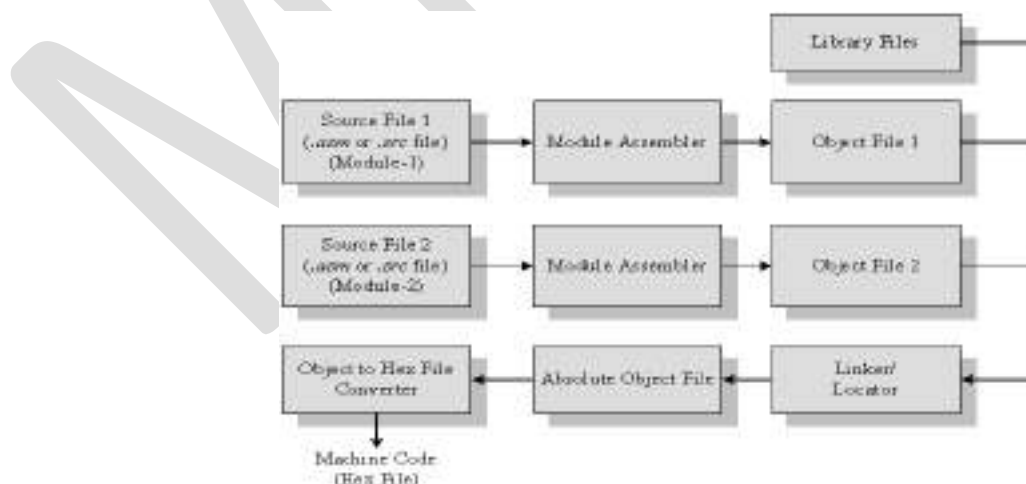 Library Files
Source File 1
(.asm or .src file)
(Module-1)
Module Assembler
Object File 1
Source File 2
(.asm or .src file)
(Module-2)
Module Assembler
Object File 2
Object to Hex File
Converter
Absolute Object File
Linker/
Locator
Machine Code
(Hex File)